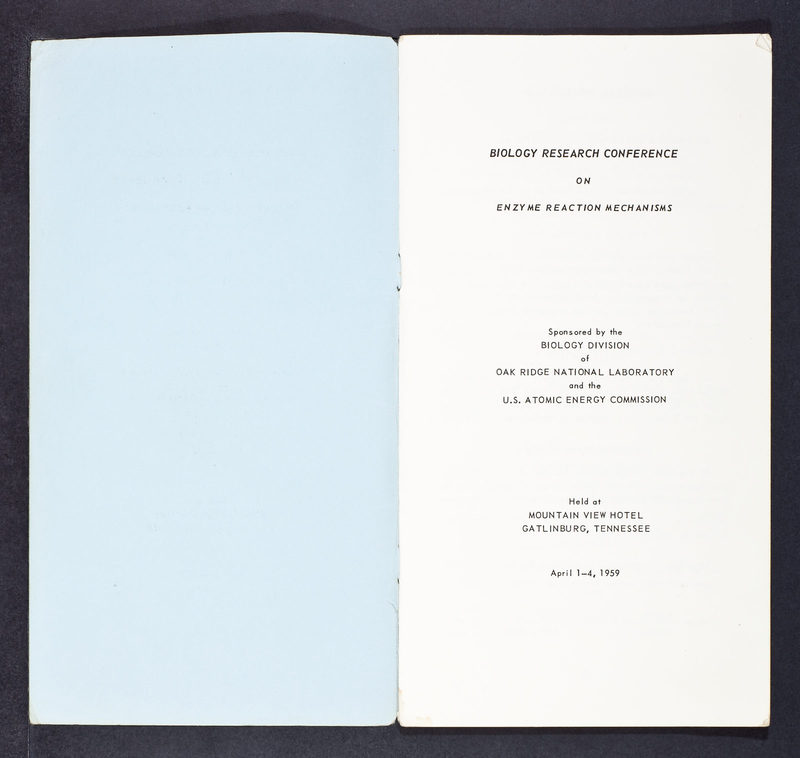 BIOLOGY RESEARCH CONFERENCE
ON
ENZYME REACTION MECHANISMS
Sponsored by the
BIOLOGY DIVISION
of
OAK RIDGE NATIONAL LABORATORY
and the
U.S. ATOMIC ENERGY COMMISSION
Held at
MOUNTAIN VIEW HOTEL
GATLINBURG, TENNESSEE
April 1–4, 1959